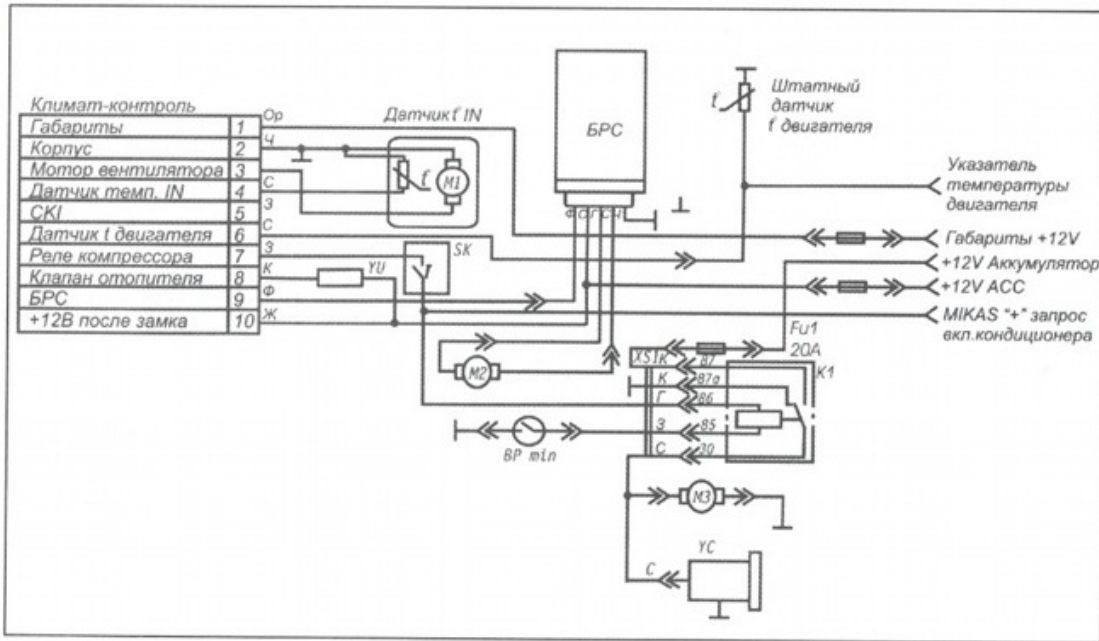 Климат-контроль
Габариты 1 Ор
Корпус 2 Ч
Мотор вентилятора 3
Датчик темп. IN 4 С
CKI 5 З
Датчик t двигателя 6 С
Реле компрессора 7 З
Клапан отопителя 8 К
БРС 9 Ф
+12В после замка 10 Ж
Датчик t IN
t
M1
БРС
Ф О Г С Ч
t
Штатный
датчик
t двигателя
Указатель
температуры
двигателя
Габариты +12V
+12V Аккумулятор
+12V ACC
MIKAS "+" запрос
вкл.кондиционера
SK
YU
M2
Fu1
20A
XS1
К 87
К 87a
Г 86
З 85
С 30
K1
BP min
M3
YC
С